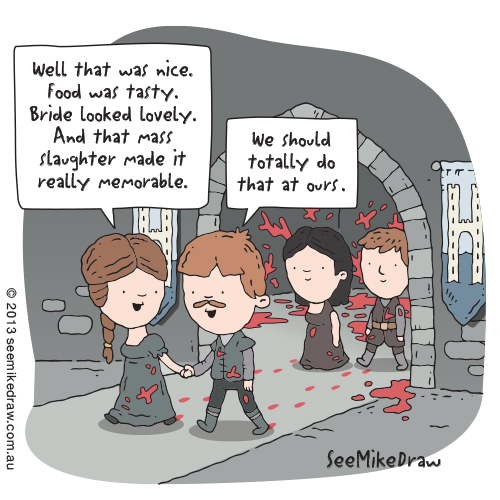 Well that was nice.
Food was tasty.
Bride looked lovely.
And that mass
slaughter made it
really memorable.
We should
totally do
that at ours.
© 2013 seemikedraw.com.au
SeeMikeDraw